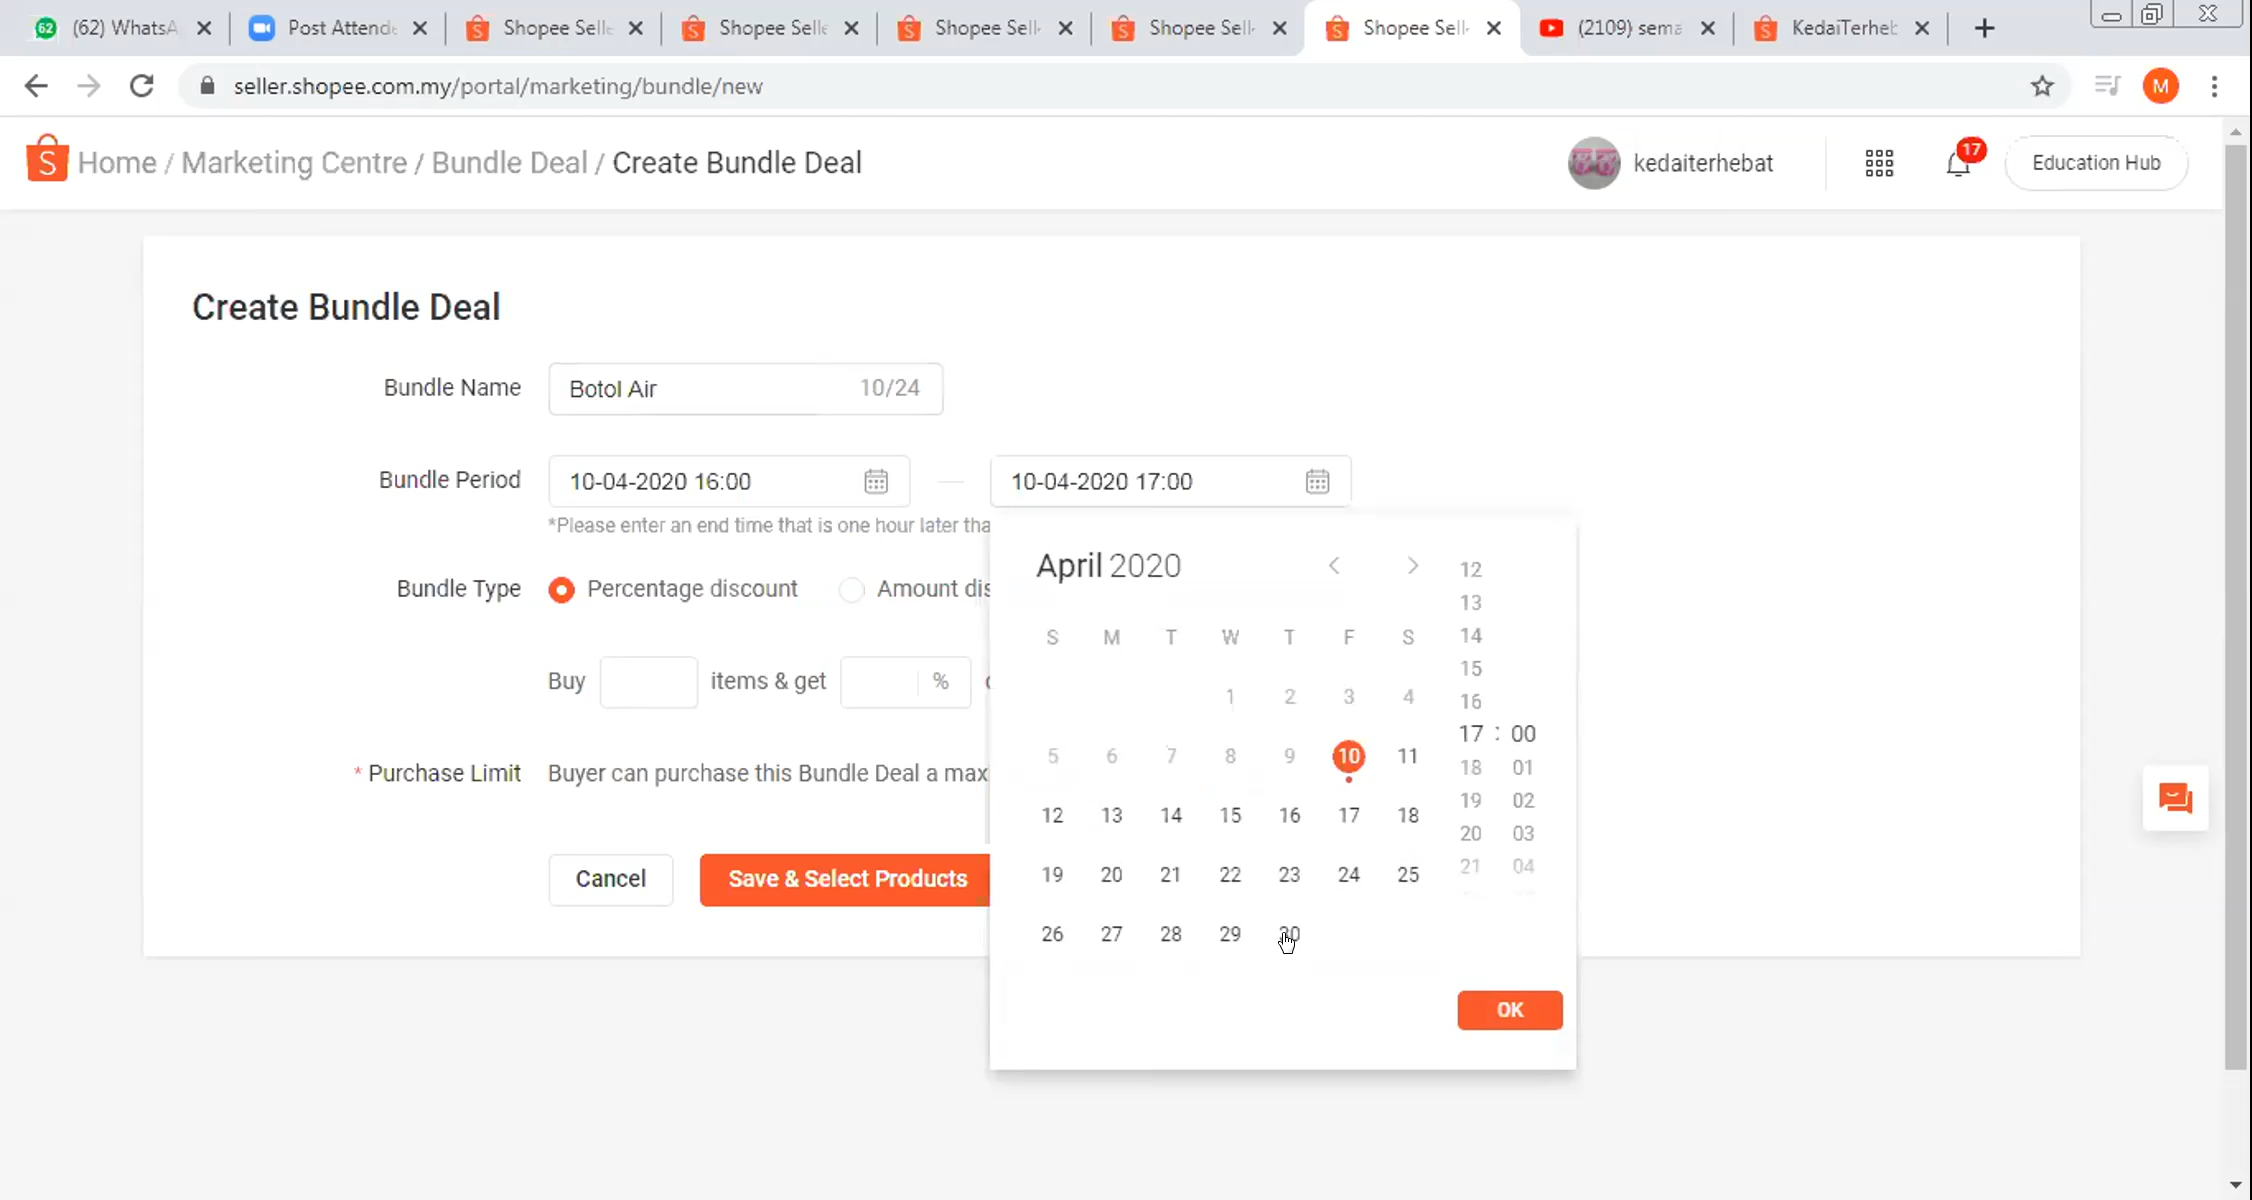 (62) WhatsA
Post Attende
Shopee Selle
Shopee Selle
Shopee Sell
Shopee Sell
Shopee Sell
(2109) sema
KedaiTerheb
seller.shopee.com.my/portal/marketing/bundle/new
M
Home / Marketing Centre / Bundle Deal / Create Bundle Deal
kedaiterhebat
17
Education Hub
Create Bundle Deal
Bundle Name
Botol Air
10/24
Bundle Period
10-04-2020 16:00
10-04-2020 17:00
*Please enter an end time that is one hour later tha
Bundle Type
Percentage discount
Amount dis
Buy
items & get
%
* Purchase Limit
Buyer can purchase this Bundle Deal a max
Cancel
Save & Select Products
April 2020
S M T W T F S
1 2 3 4
5 6 7 8 9 10 11
12 13 14 15 16 17 18
19 20 21 22 23 24 25
26 27 28 29 30
12
13
14
15
16
17 : 00
18 01
19 02
20 03
21 04
OK